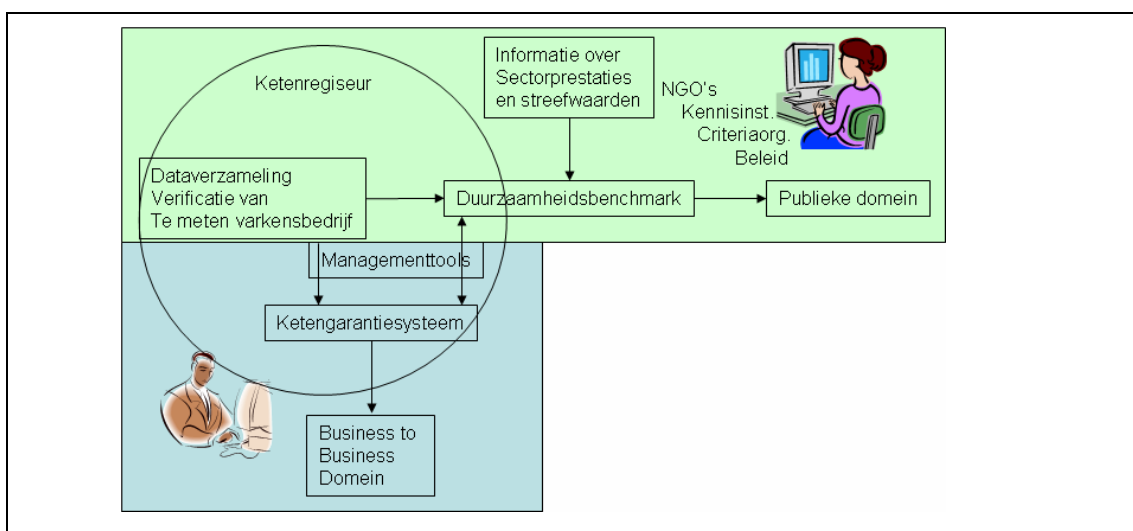 Ketenregiseur
Informatie over
Sectorprestaties
en streefwaarden
NGO's
Kennisinst.
Criteriaorg.
Beleid
Dataverzameling
Verificatie van
Te meten varkensbedrijf
Duurzaamheidsbenchmark
Publieke domein
Managementtools
Ketengarantiesysteem
Business to
Business
Domein